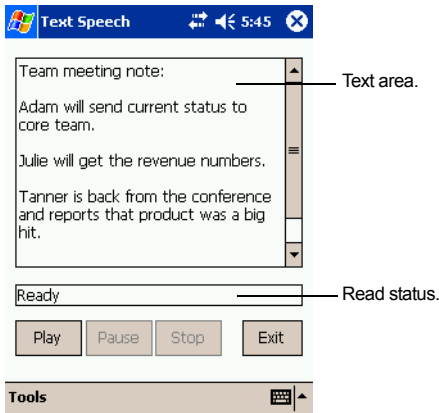 Text Speech 5:45
Team meeting note:
Adam will send current status to
core team.
Julie will get the revenue numbers.
Tanner is back from the conference
and reports that product was a big
hit.
Text area.
Ready
Read status.
Play Pause Stop Exit
Tools